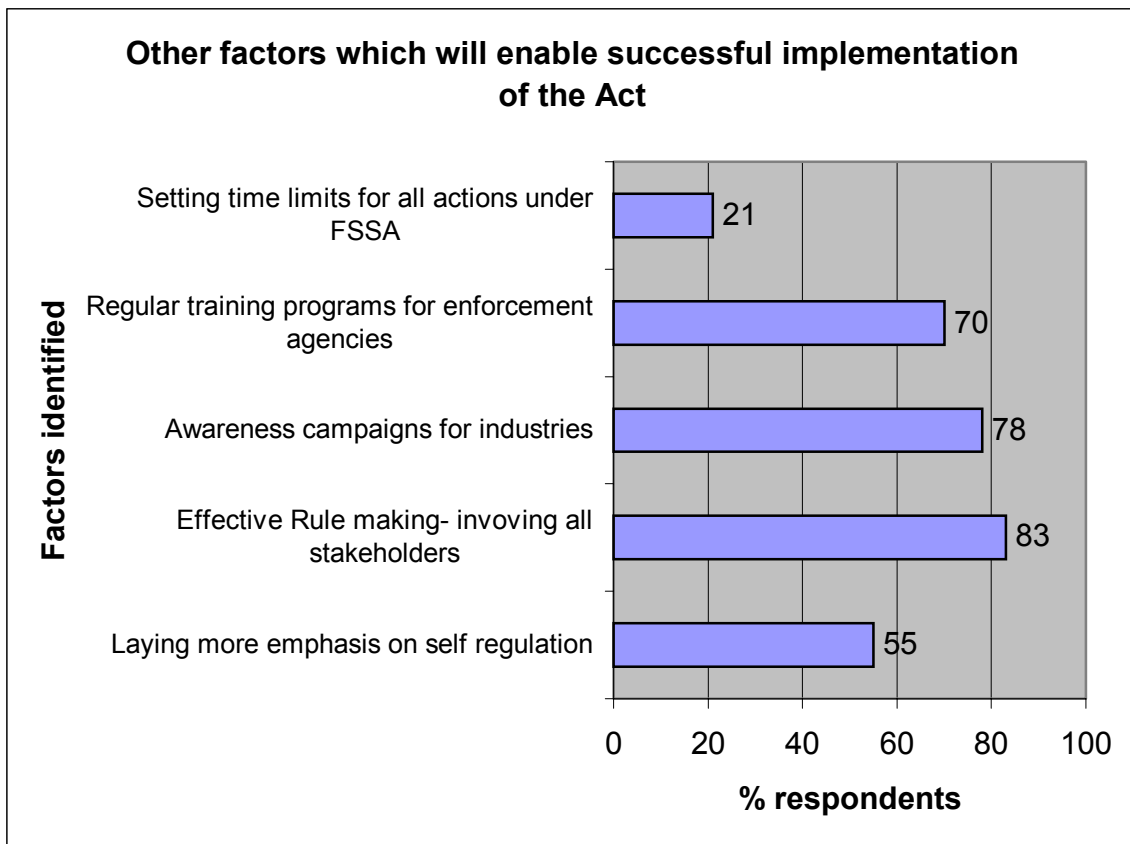 Other factors which will enable successful implementation
of the Act
Factors identified
Setting time limits for all actions under
FSSA
21
Regular training programs for enforcement
agencies
70
Awareness campaigns for industries
78
Effective Rule making- invoving all
stakeholders
83
Laying more emphasis on self regulation
55
0 20 40 60 80 100
% respondents